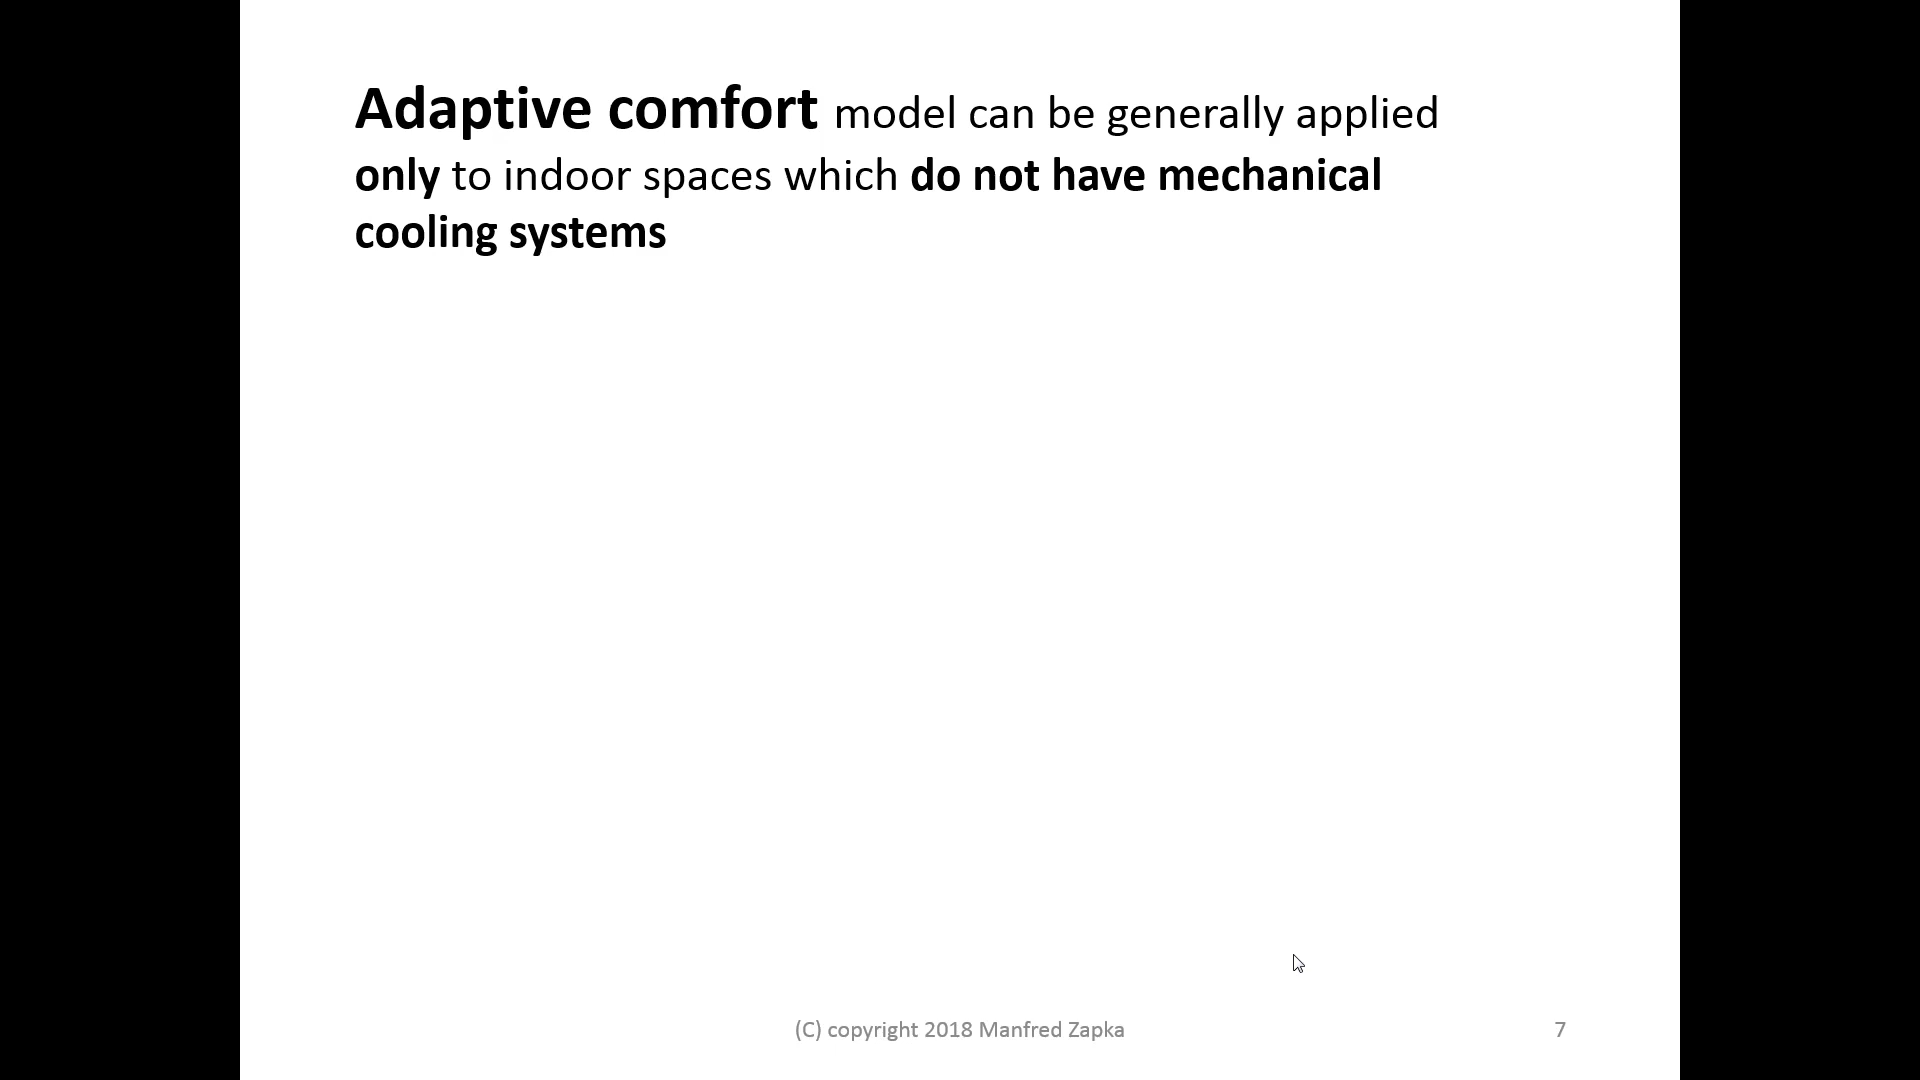 Adaptive comfort model can be generally applied
only to indoor spaces which do not have mechanical
cooling systems
(C) copyright 2018 Manfred Zapka
7